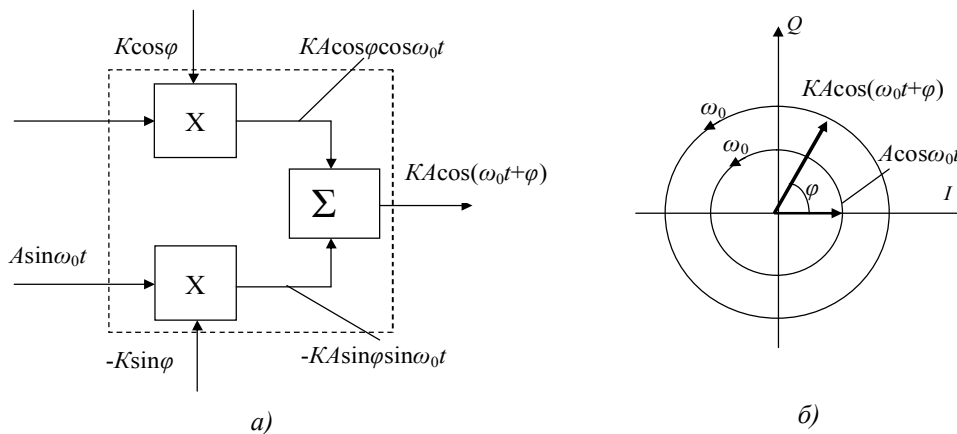 Kcosφ
KAcosφcosω₀t
X
KAcos(ω₀t+φ)
Σ
Asinω₀t
X
-Ksinφ
-KAsinφsinω₀t
а)
Q
KAcos(ω₀t+φ)
ω₀
ω₀
Acosω₀t
φ
I
б)